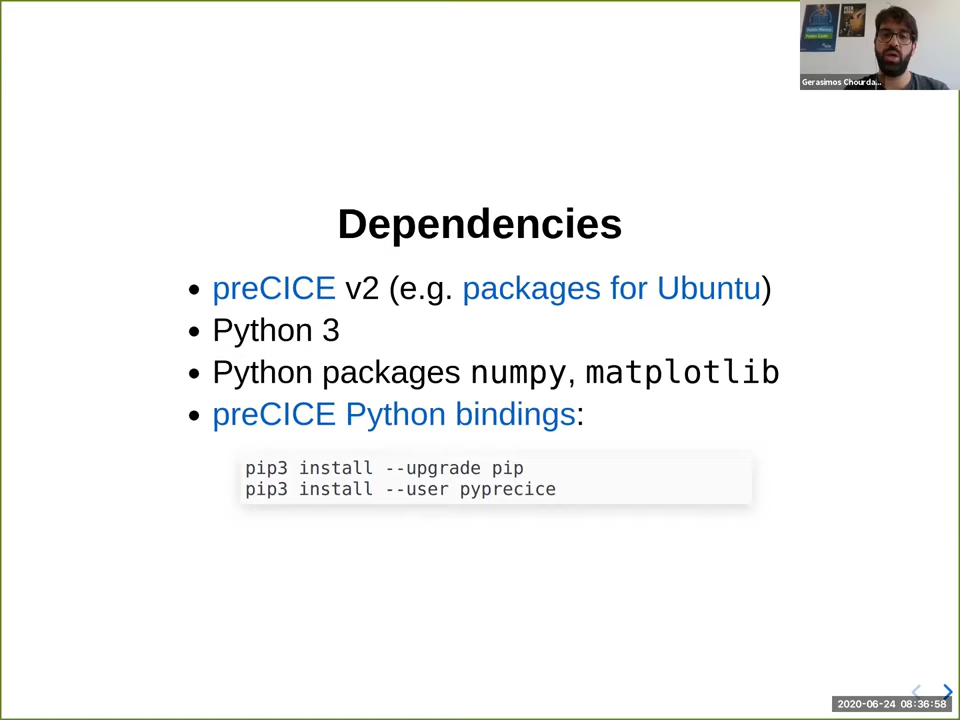 Gerasimos Chourda...
Dependencies
• preCICE v2 (e.g. packages for Ubuntu)
• Python 3
• Python packages numpy, matplotlib
• preCICE Python bindings:
pip3 install --upgrade pip
pip3 install --user pyprecice
2020-06-24 08:36:58